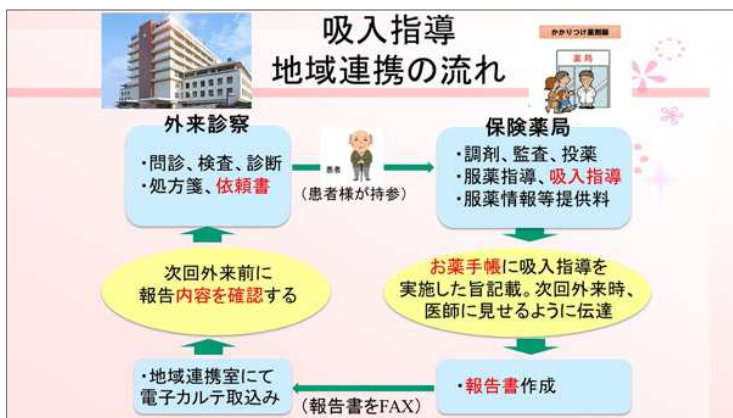 吸入指導
地域連携の流れ
かかりつけ薬剤師
薬局
外来診察
・問診、検査、診断
・処方箋、依頼書
患者
(患者様が持参)
保険薬局
・調剤、監査、投薬
・服薬指導、吸入指導
・服薬情報等提供料
お薬手帳に吸入指導を
実施した旨記載。次回外来時、
医師に見せるように伝達
・報告書作成
(報告書をFAX)
・地域連携室にて
電子カルテ取込み
次回外来前に
報告内容を確認する